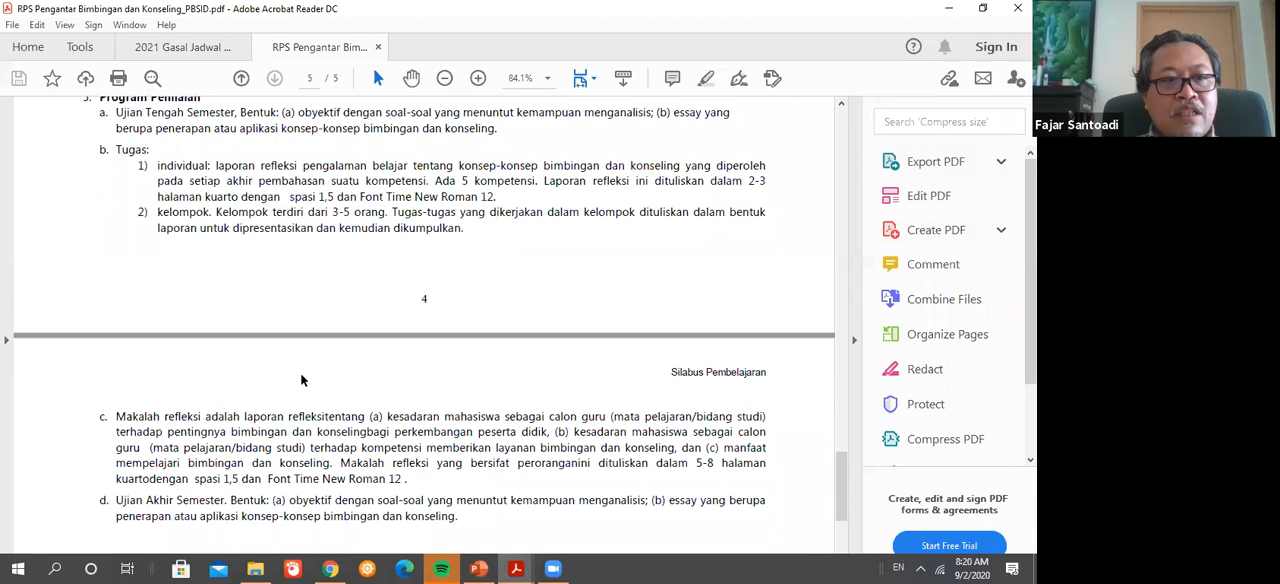 RPS Pengantar Bimbingan dan Konseling_PBSID.pdf - Adobe Acrobat Reader DC
File Edit View Sign Window Help
Home Tools 2021 Gasal Jadwal ... RPS Pengantar Bim... × Sign In
5 / 5 84.1%
a. Ujian Tengah Semester, Bentuk: (a) obyektif dengan soal-soal yang menuntut kemampuan menganalisis; (b) essay yang
berupa penerapan atau aplikasi konsep-konsep bimbingan dan konseling.
b. Tugas:
1) individual: laporan refleksi pengalaman belajar tentang konsep-konsep bimbingan dan konseling yang diperoleh
pada setiap akhir pembahasan suatu kompetensi. Ada 5 kompetensi. Laporan refleksi ini dituliskan dalam 2-3
halaman kuarto dengan spasi 1,5 dan Font Time New Roman 12.
2) kelompok. Kelompok terdiri dari 3-5 orang. Tugas-tugas yang dikerjakan dalam kelompok dituliskan dalam bentuk
laporan untuk dipresentasikan dan kemudian dikumpulkan.
4
Silabus Pembelajaran
c. Makalah refleksi adalah laporan refleksitentang (a) kesadaran mahasiswa sebagai calon guru (mata pelajaran/bidang studi)
terhadap pentingnya bimbingan dan konselingbagi perkembangan peserta didik, (b) kesadaran mahasiswa sebagai calon
guru (mata pelajaran/bidang studi) terhadap kompetensi memberikan layanan bimbingan dan konseling, dan (c) manfaat
mempelajari bimbingan dan konseling. Makalah refleksi yang bersifat peroranganini dituliskan dalam 5-8 halaman
kuartodengan spasi 1,5 dan Font Time New Roman 12 .
d. Ujian Akhir Semester. Bentuk: (a) obyektif dengan soal-soal yang menuntut kemampuan menganalisis; (b) essay yang berupa
penerapan atau aplikasi konsep-konsep bimbingan dan konseling.
Search 'Compress size'
Export PDF
Edit PDF
Create PDF
Comment
Combine Files
Organize Pages
Redact
Protect
Compress PDF
Create, edit and sign PDF
forms & agreements
Start Free Trial
Fajar Santoadi
EN
8:20 AM
9/2/2020